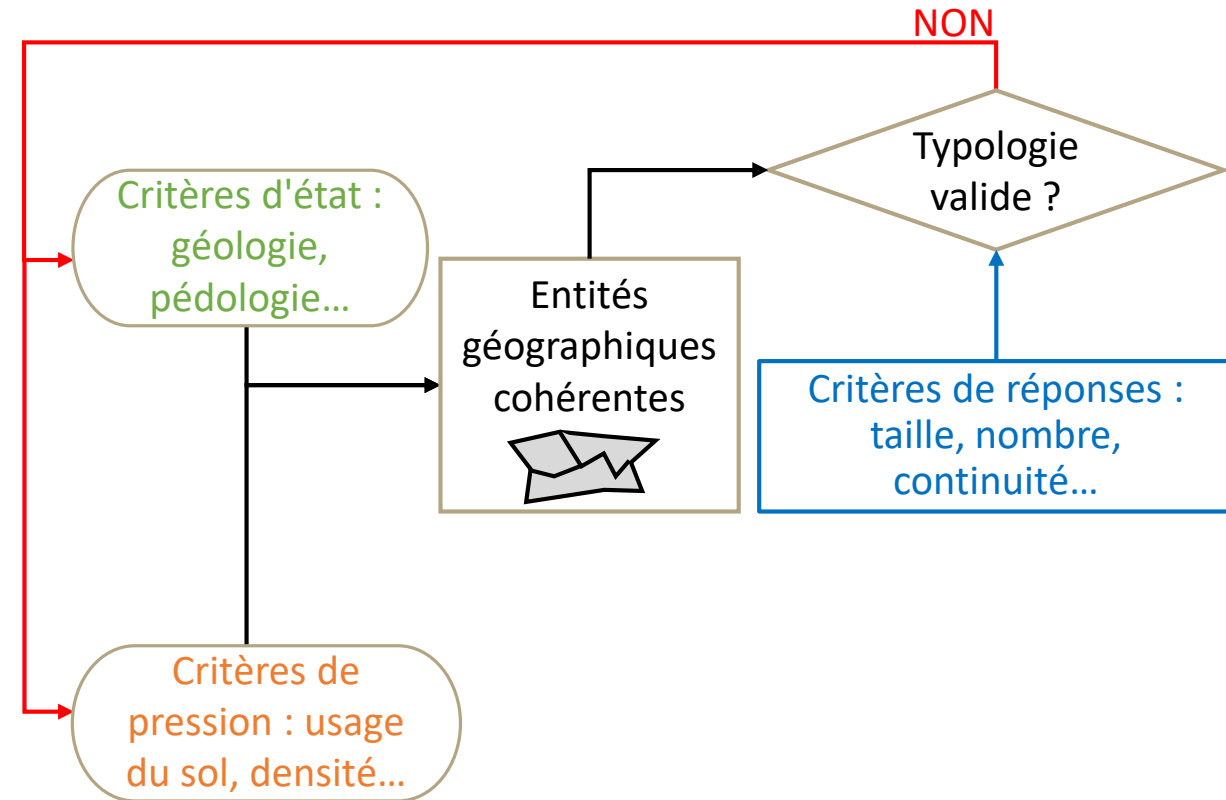 NON
Typologie
valide ?
Critères d'état :
géologie,
pédologie…
Entités
géographiques
cohérentes
Critères de réponses :
taille, nombre,
continuité…
Critères de
pression : usage
du sol, densité…